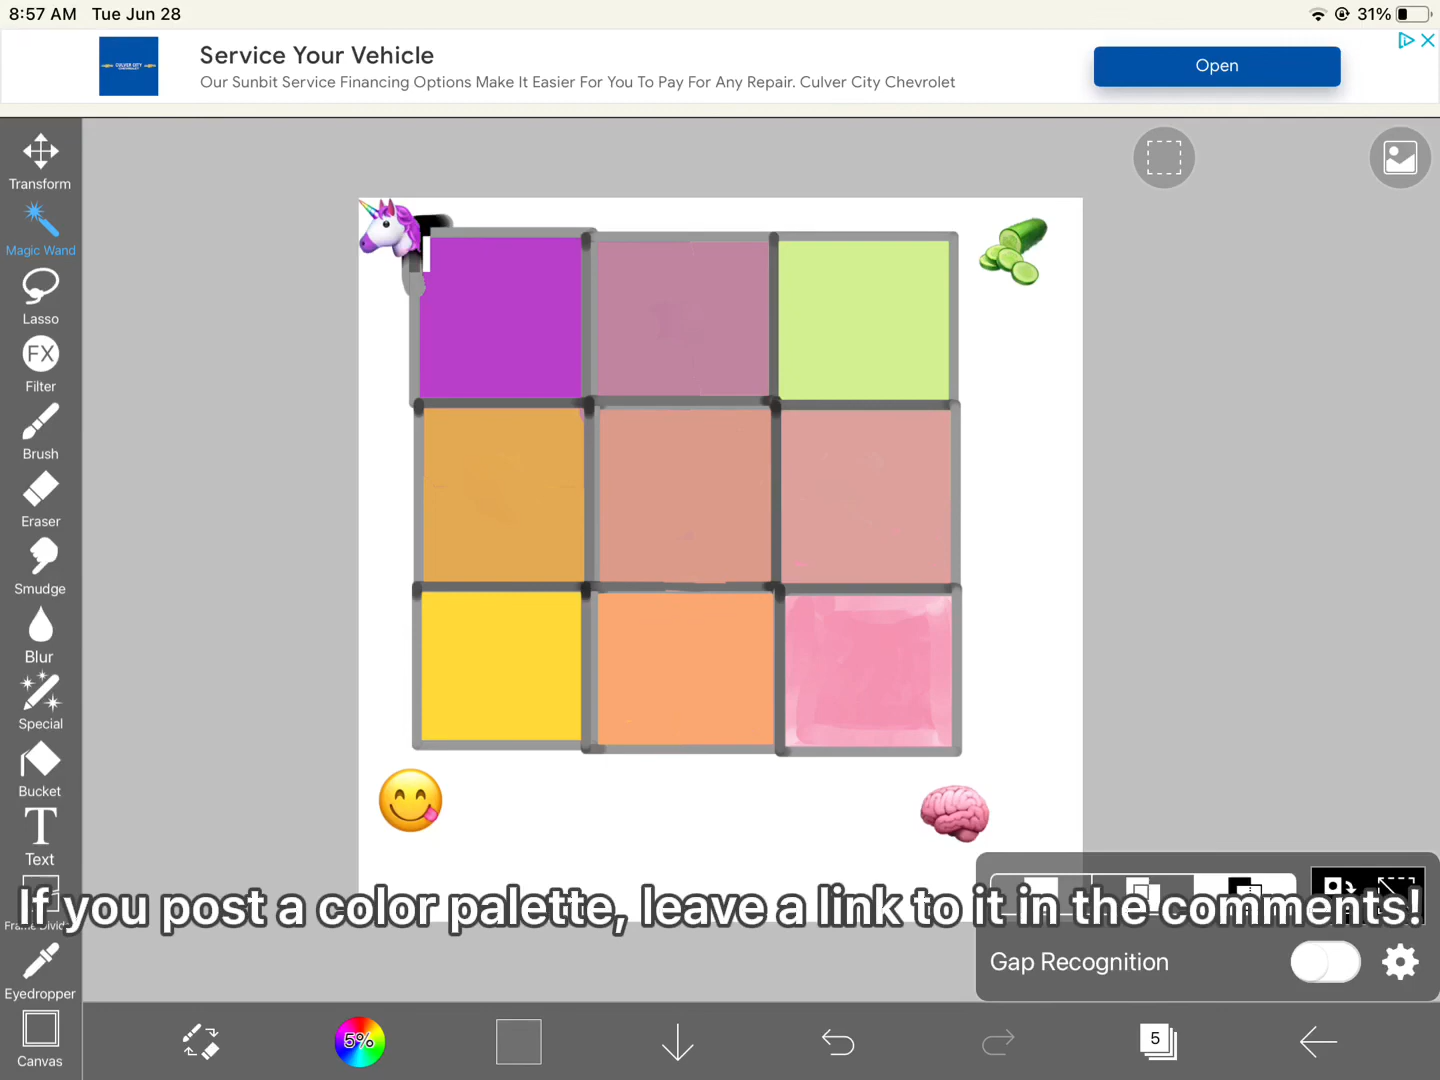 8:57 AM Tue Jun 28
31%
Service Your Vehicle
Our Sunbit Service Financing Options Make It Easier For You To Pay For Any Repair. Culver City Chevrolet
Open
Transform
Magic Wand
Lasso
FX
Filter
Brush
Eraser
Smudge
Blur
Special
Bucket
T
Text
If you post a color palette, leave a link to it in the comments!
Gap Recognition
Eyedropper
Canvas
5%
5